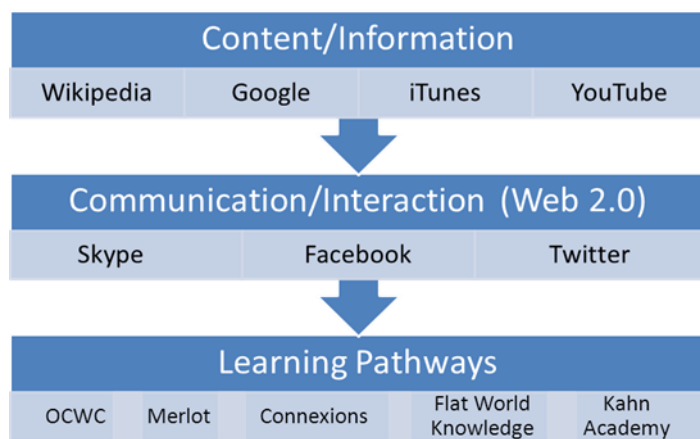 Content/Information
Wikipedia Google iTunes YouTube
Communication/Interaction (Web 2.0)
Skype Facebook Twitter
Learning Pathways
OCWC Merlot Connexions Flat World Knowledge Kahn Academy